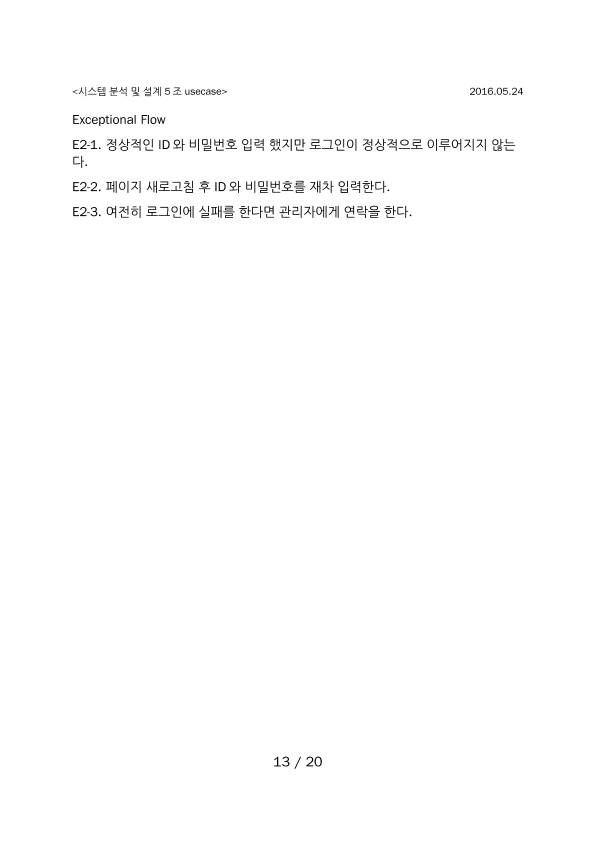 <시스템 분석 및 설계 5 조 usecase> 2016.05.24
Exceptional Flow
E2-1. 정상적인 ID 와 비밀번호 입력 했지만 로그인이 정상적으로 이루어지지 않는
다.
E2-2. 페이지 새로고침 후 ID 와 비밀번호를 재차 입력한다.
E2-3. 여전히 로그인에 실패를 한다면 관리자에게 연락을 한다.
13 / 20